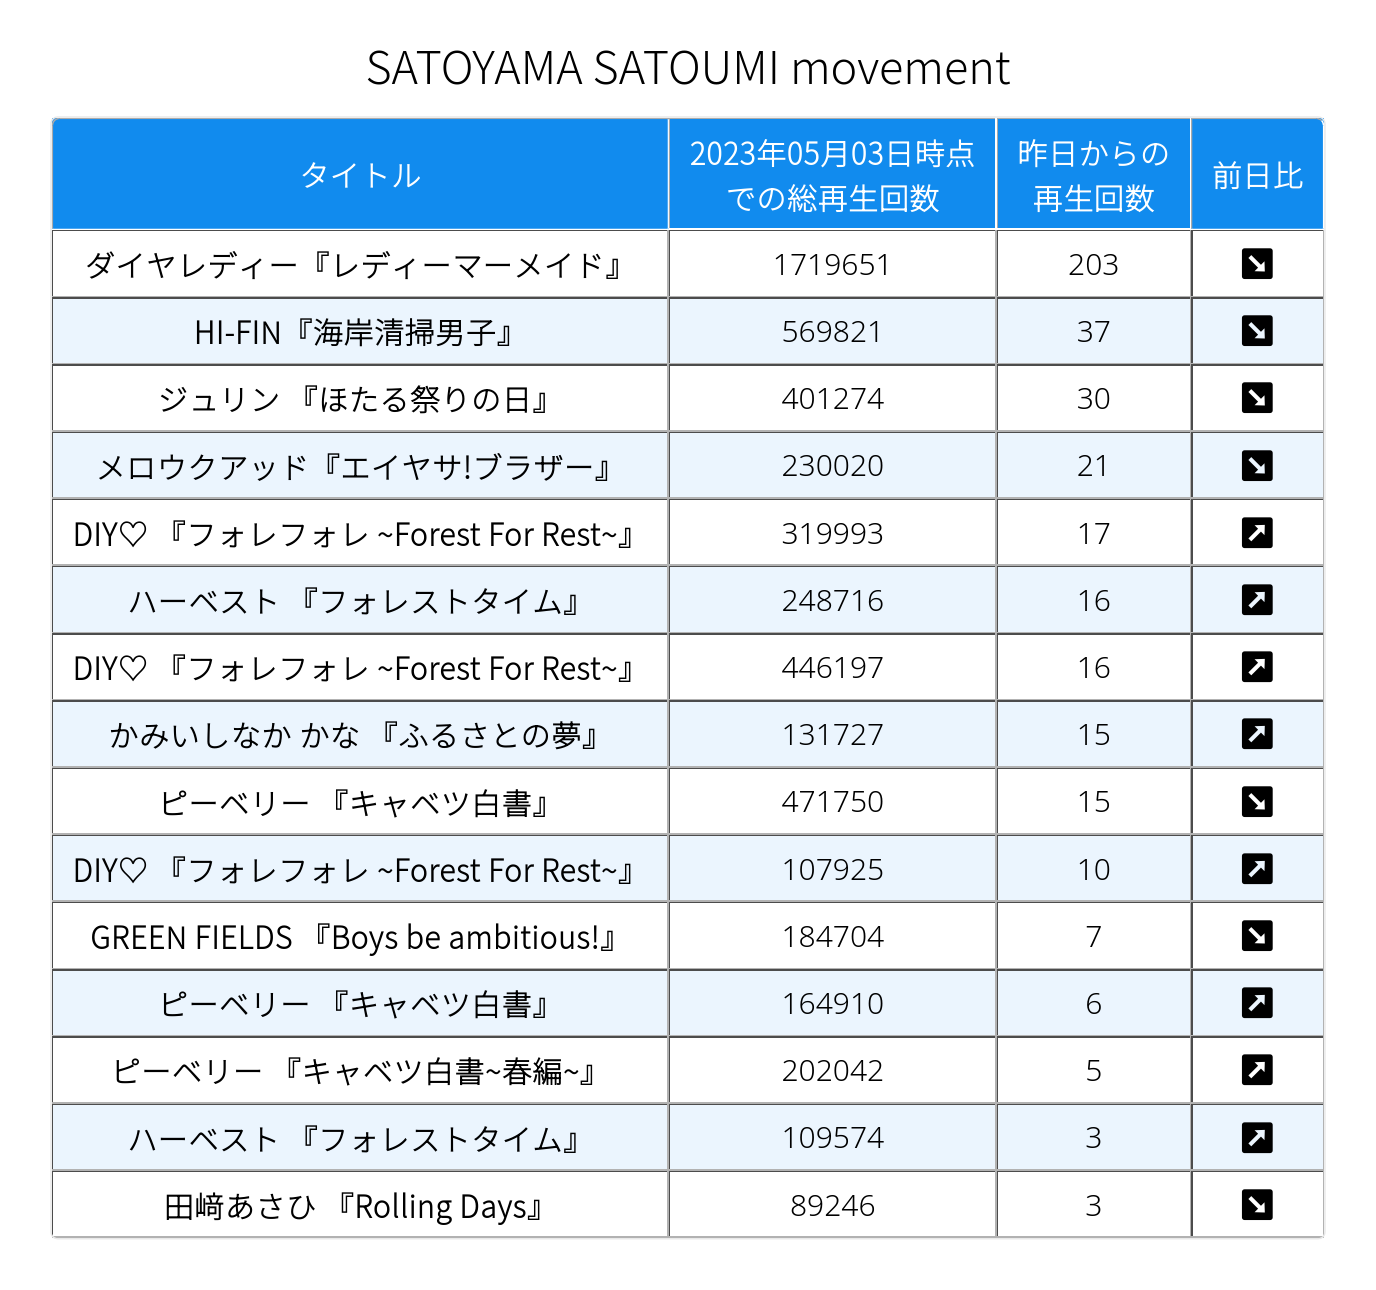 SATOYAMA SATOUMI movement
タイトル 2023年05月03日時点での総再生回数 昨日からの再生回数 前日比
ダイヤレディー『レディーマーメイド』 1719651 203 ↘
HI-FIN『海岸清掃男子』 569821 37 ↘
ジュリン 『ほたる祭りの日』 401274 30 ↘
メロウクアッド『エイヤサ!ブラザー』 230020 21 ↘
DIY♡ 『フォレフォレ ~Forest For Rest~』 319993 17 ↗
ハーベスト 『フォレストタイム』 248716 16 ↗
DIY♡ 『フォレフォレ ~Forest For Rest~』 446197 16 ↗
かみいしなか かな 『ふるさとの夢』 131727 15 ↗
ピーベリー 『キャベツ白書』 471750 15 ↘
DIY♡ 『フォレフォレ ~Forest For Rest~』 107925 10 ↗
GREEN FIELDS 『Boys be ambitious!』 184704 7 ↘
ピーベリー 『キャベツ白書』 164910 6 ↗
ピーベリー 『キャベツ白書~春編~』 202042 5 ↗
ハーベスト 『フォレストタイム』 109574 3 ↗
田﨑あさひ 『Rolling Days』 89246 3 ↘